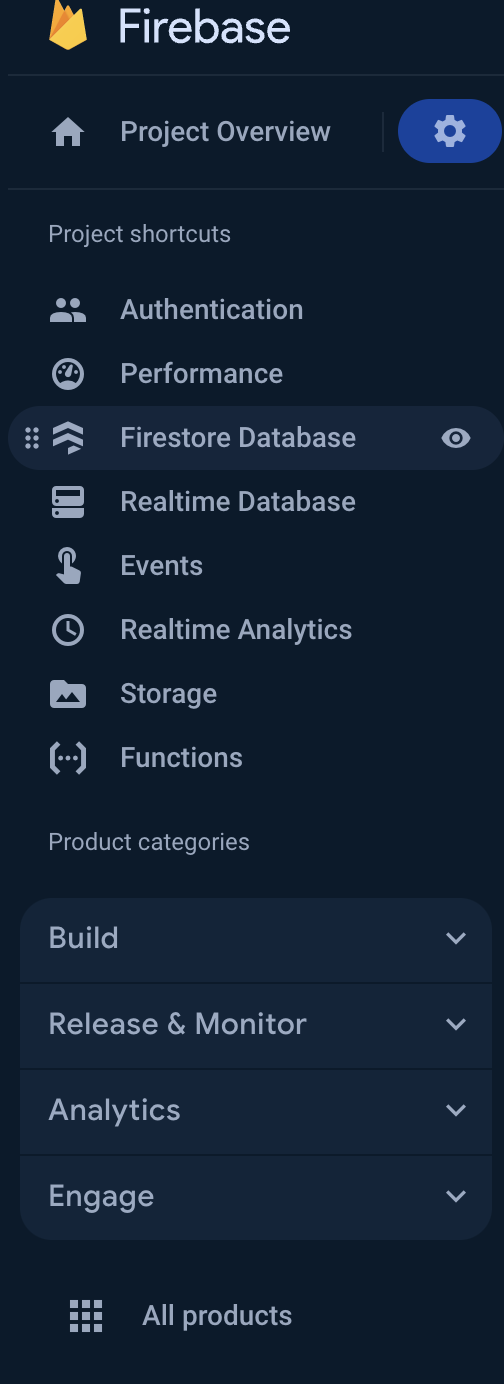 Firebase
Project Overview
Project shortcuts
Authentication
Performance
Firestore Database
Realtime Database
Events
Realtime Analytics
Storage
Functions
Product categories
Build
Release & Monitor
Analytics
Engage
All products